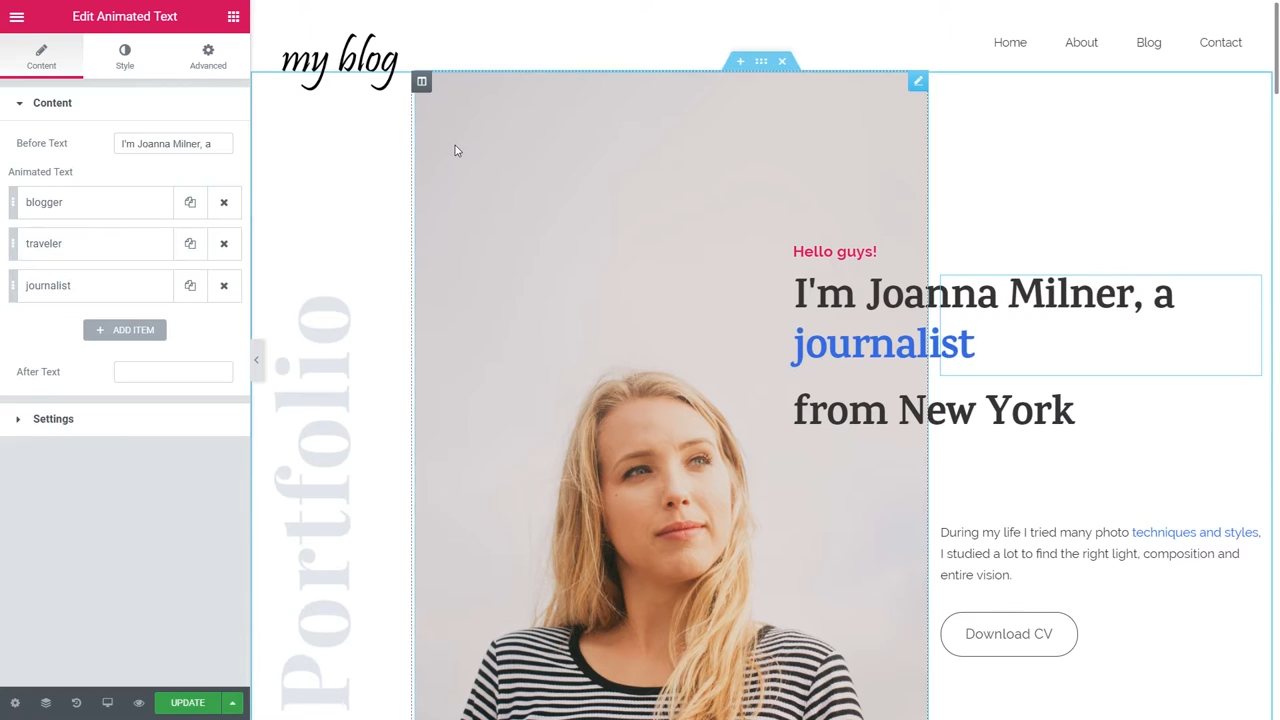 Edit Animated Text
Content
Style
Advanced
Content
Before Text
I'm Joanna Milner, a
Animated Text
blogger
traveler
journalist
ADD ITEM
After Text
Settings
UPDATE
my blog
Home
About
Blog
Contact
Portfolio
Hello guys!
I'm Joanna Milner, a
journalist
from New York
During my life I tried many photo techniques and styles,
I studied a lot to find the right light, composition and
entire vision.
Download CV